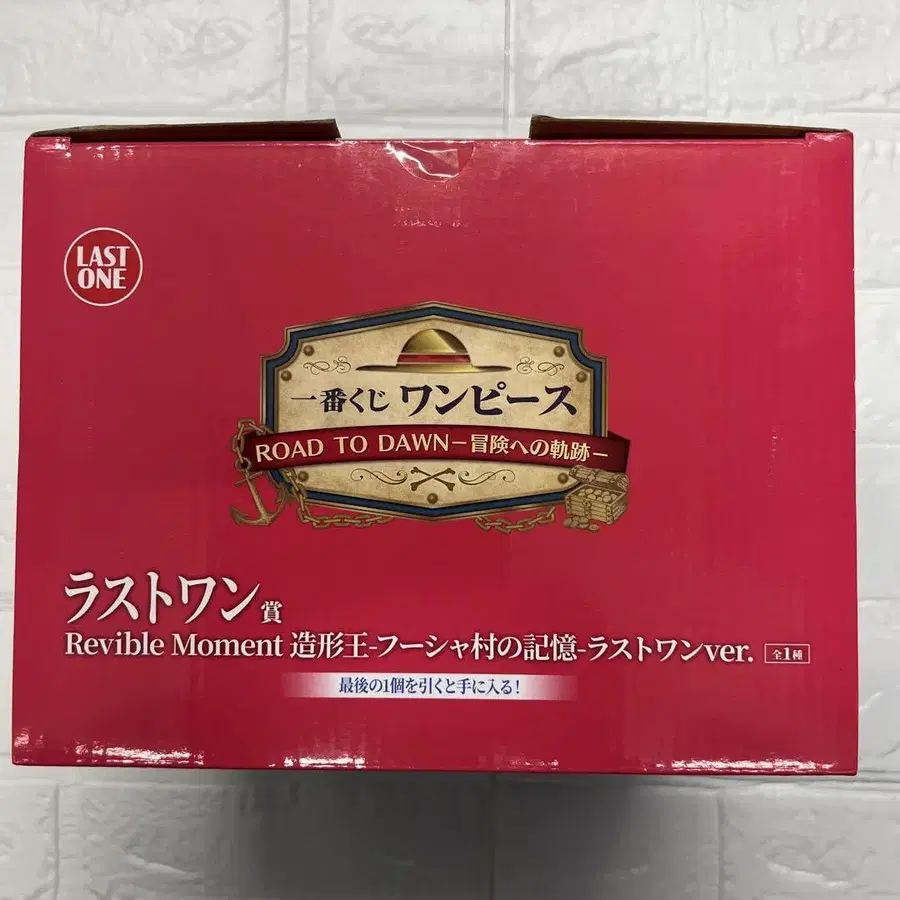 LAST
ONE
一番くじ ワンピース
ROAD TO DAWN－冒険への軌跡－
ラストワン賞
Revible Moment 造形王-フーシャ村の記憶-ラストワンver. 全1種
最後の1個を引くと手に入る!